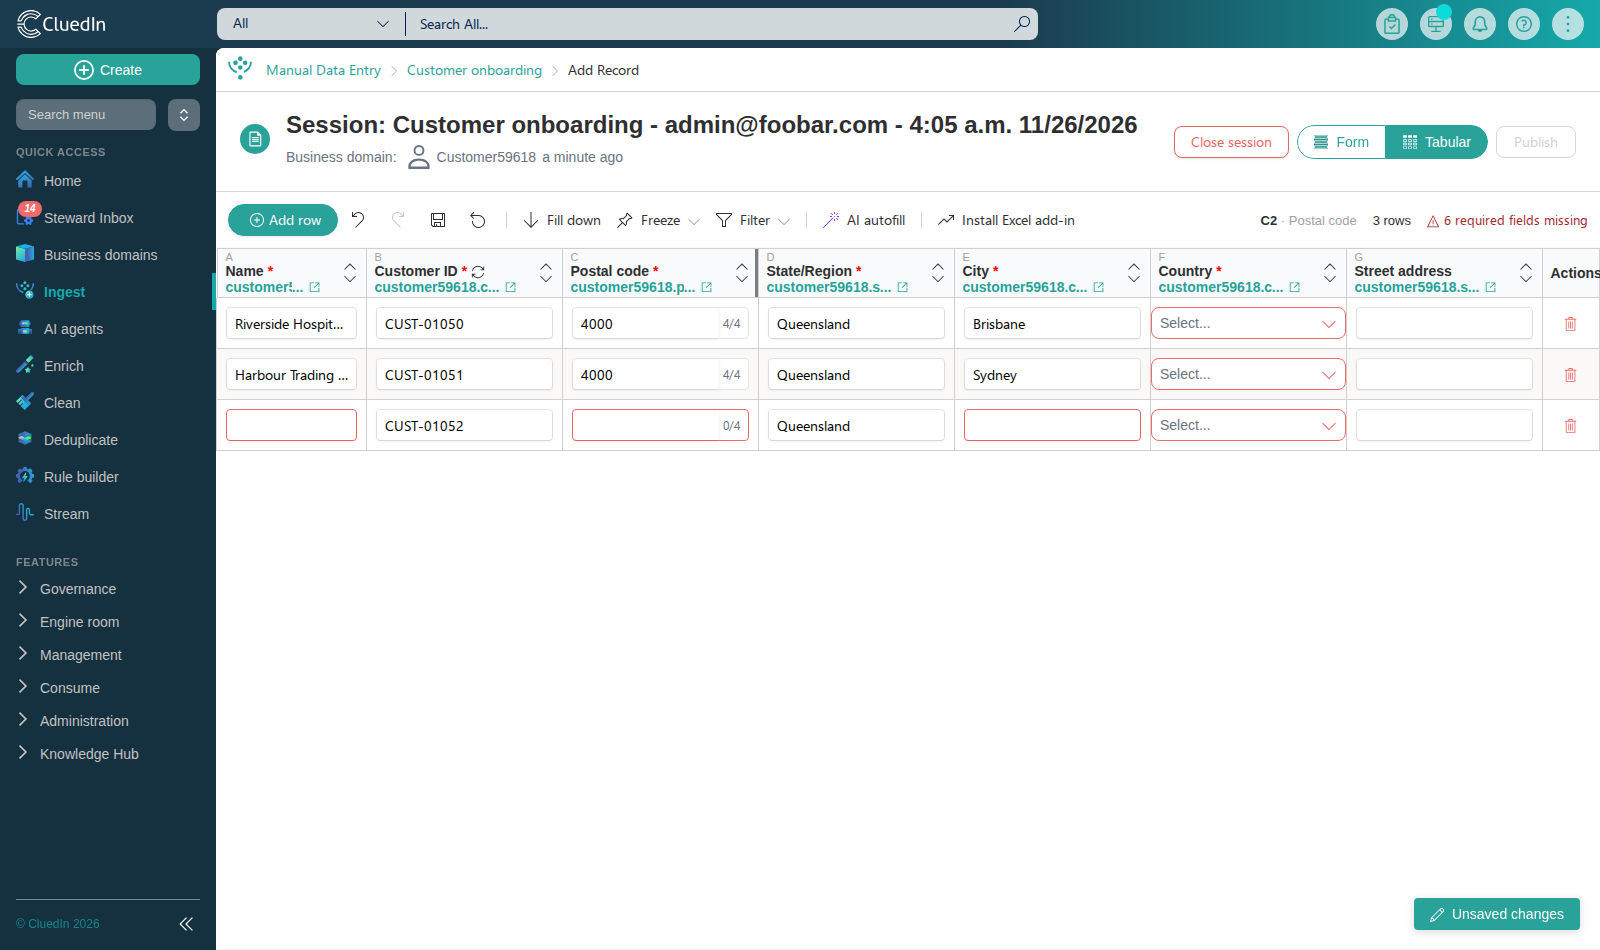 CluedIn
All
Search All...
Create
Search menu
QUICK ACCESS
Home
14
Steward Inbox
Business domains
Ingest
AI agents
Enrich
Clean
Deduplicate
Rule builder
Stream
FEATURES
Governance
Engine room
Management
Consume
Administration
Knowledge Hub
© CluedIn 2026
Manual Data Entry > Customer onboarding > Add Record
Session: Customer onboarding - admin@foobar.com - 4:05 a.m. 11/26/2026
Business domain: Customer59618 a minute ago
Close session
Form
Tabular
Publish
Add row
Fill down
Freeze
Filter
AI autofill
Install Excel add-in
C2 · Postal code
3 rows
6 required fields missing
A B C D E F G
Name * Customer ID * Postal code * State/Region * City * Country * Street address Actions
customer5... customer59618.c... customer59618.p... customer59618.s... customer59618.c... customer59618.c... customer59618.s...
Riverside Hospit... CUST-01050 4000 4/4 Queensland Brisbane Select...
Harbour Trading ... CUST-01051 4000 4/4 Queensland Sydney Select...
CUST-01052 0/4 Queensland Select...
Unsaved changes